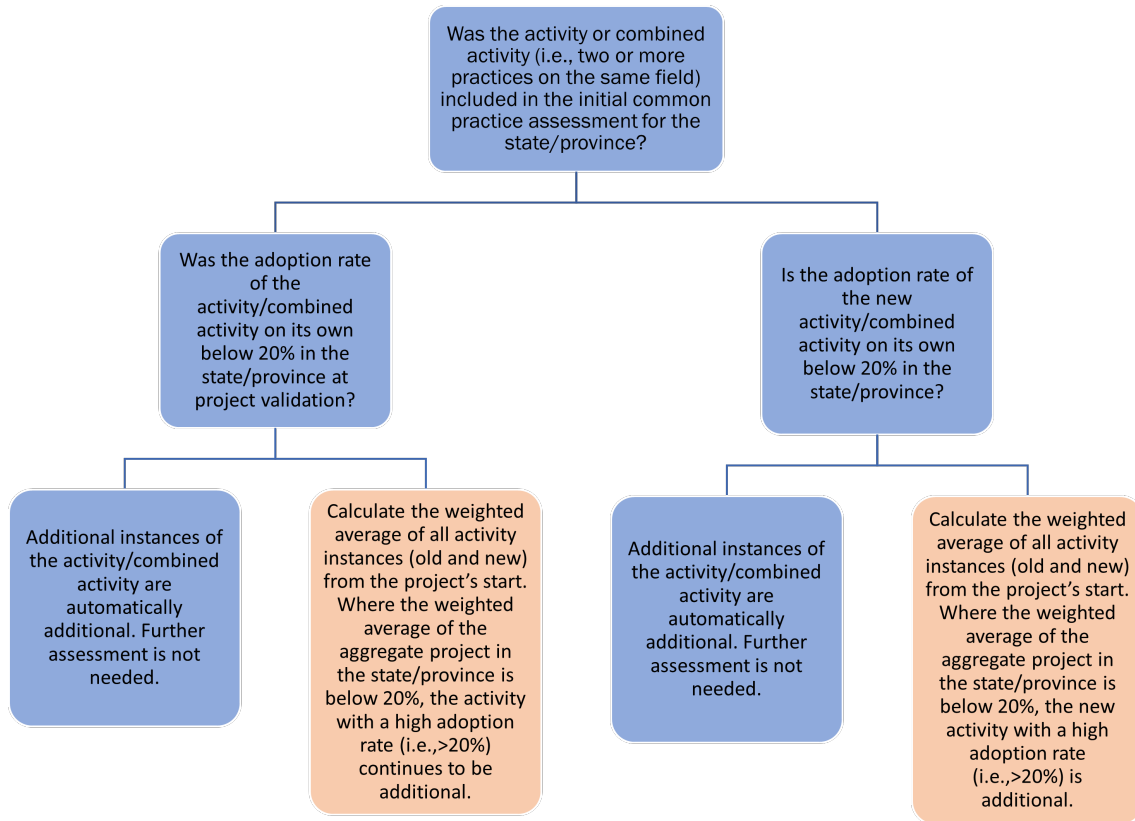 Was the activity or combined
activity (i.e., two or more
practices on the same field)
included in the initial common
practice assessment for the
state/province?
Was the adoption rate
of the
activity/combined
activity on its own
below 20% in the
state/province at
project validation?
Is the adoption rate of
the new
activity/combined
activity on its own
below 20% in the
state/province?
Additional instances of
the activity/combined
activity are
automatically
additional. Further
assessment is not
needed.
Calculate the weighted
average of all activity
instances (old and new)
from the project’s start.
Where the weighted
average of the
aggregate project in
the state/province is
below 20%, the activity
with a high adoption
rate (i.e.,>20%)
continues to be
additional.
Additional instances of
the activity/combined
activity are
automatically
additional. Further
assessment is not
needed.
Calculate the weighted
average of all activity
instances (old and new)
from the project’s start.
Where the weighted
average of the
aggregate project in
the state/province is
below 20%, the new
activity with a high
adoption rate
(i.e.,>20%) is
additional.